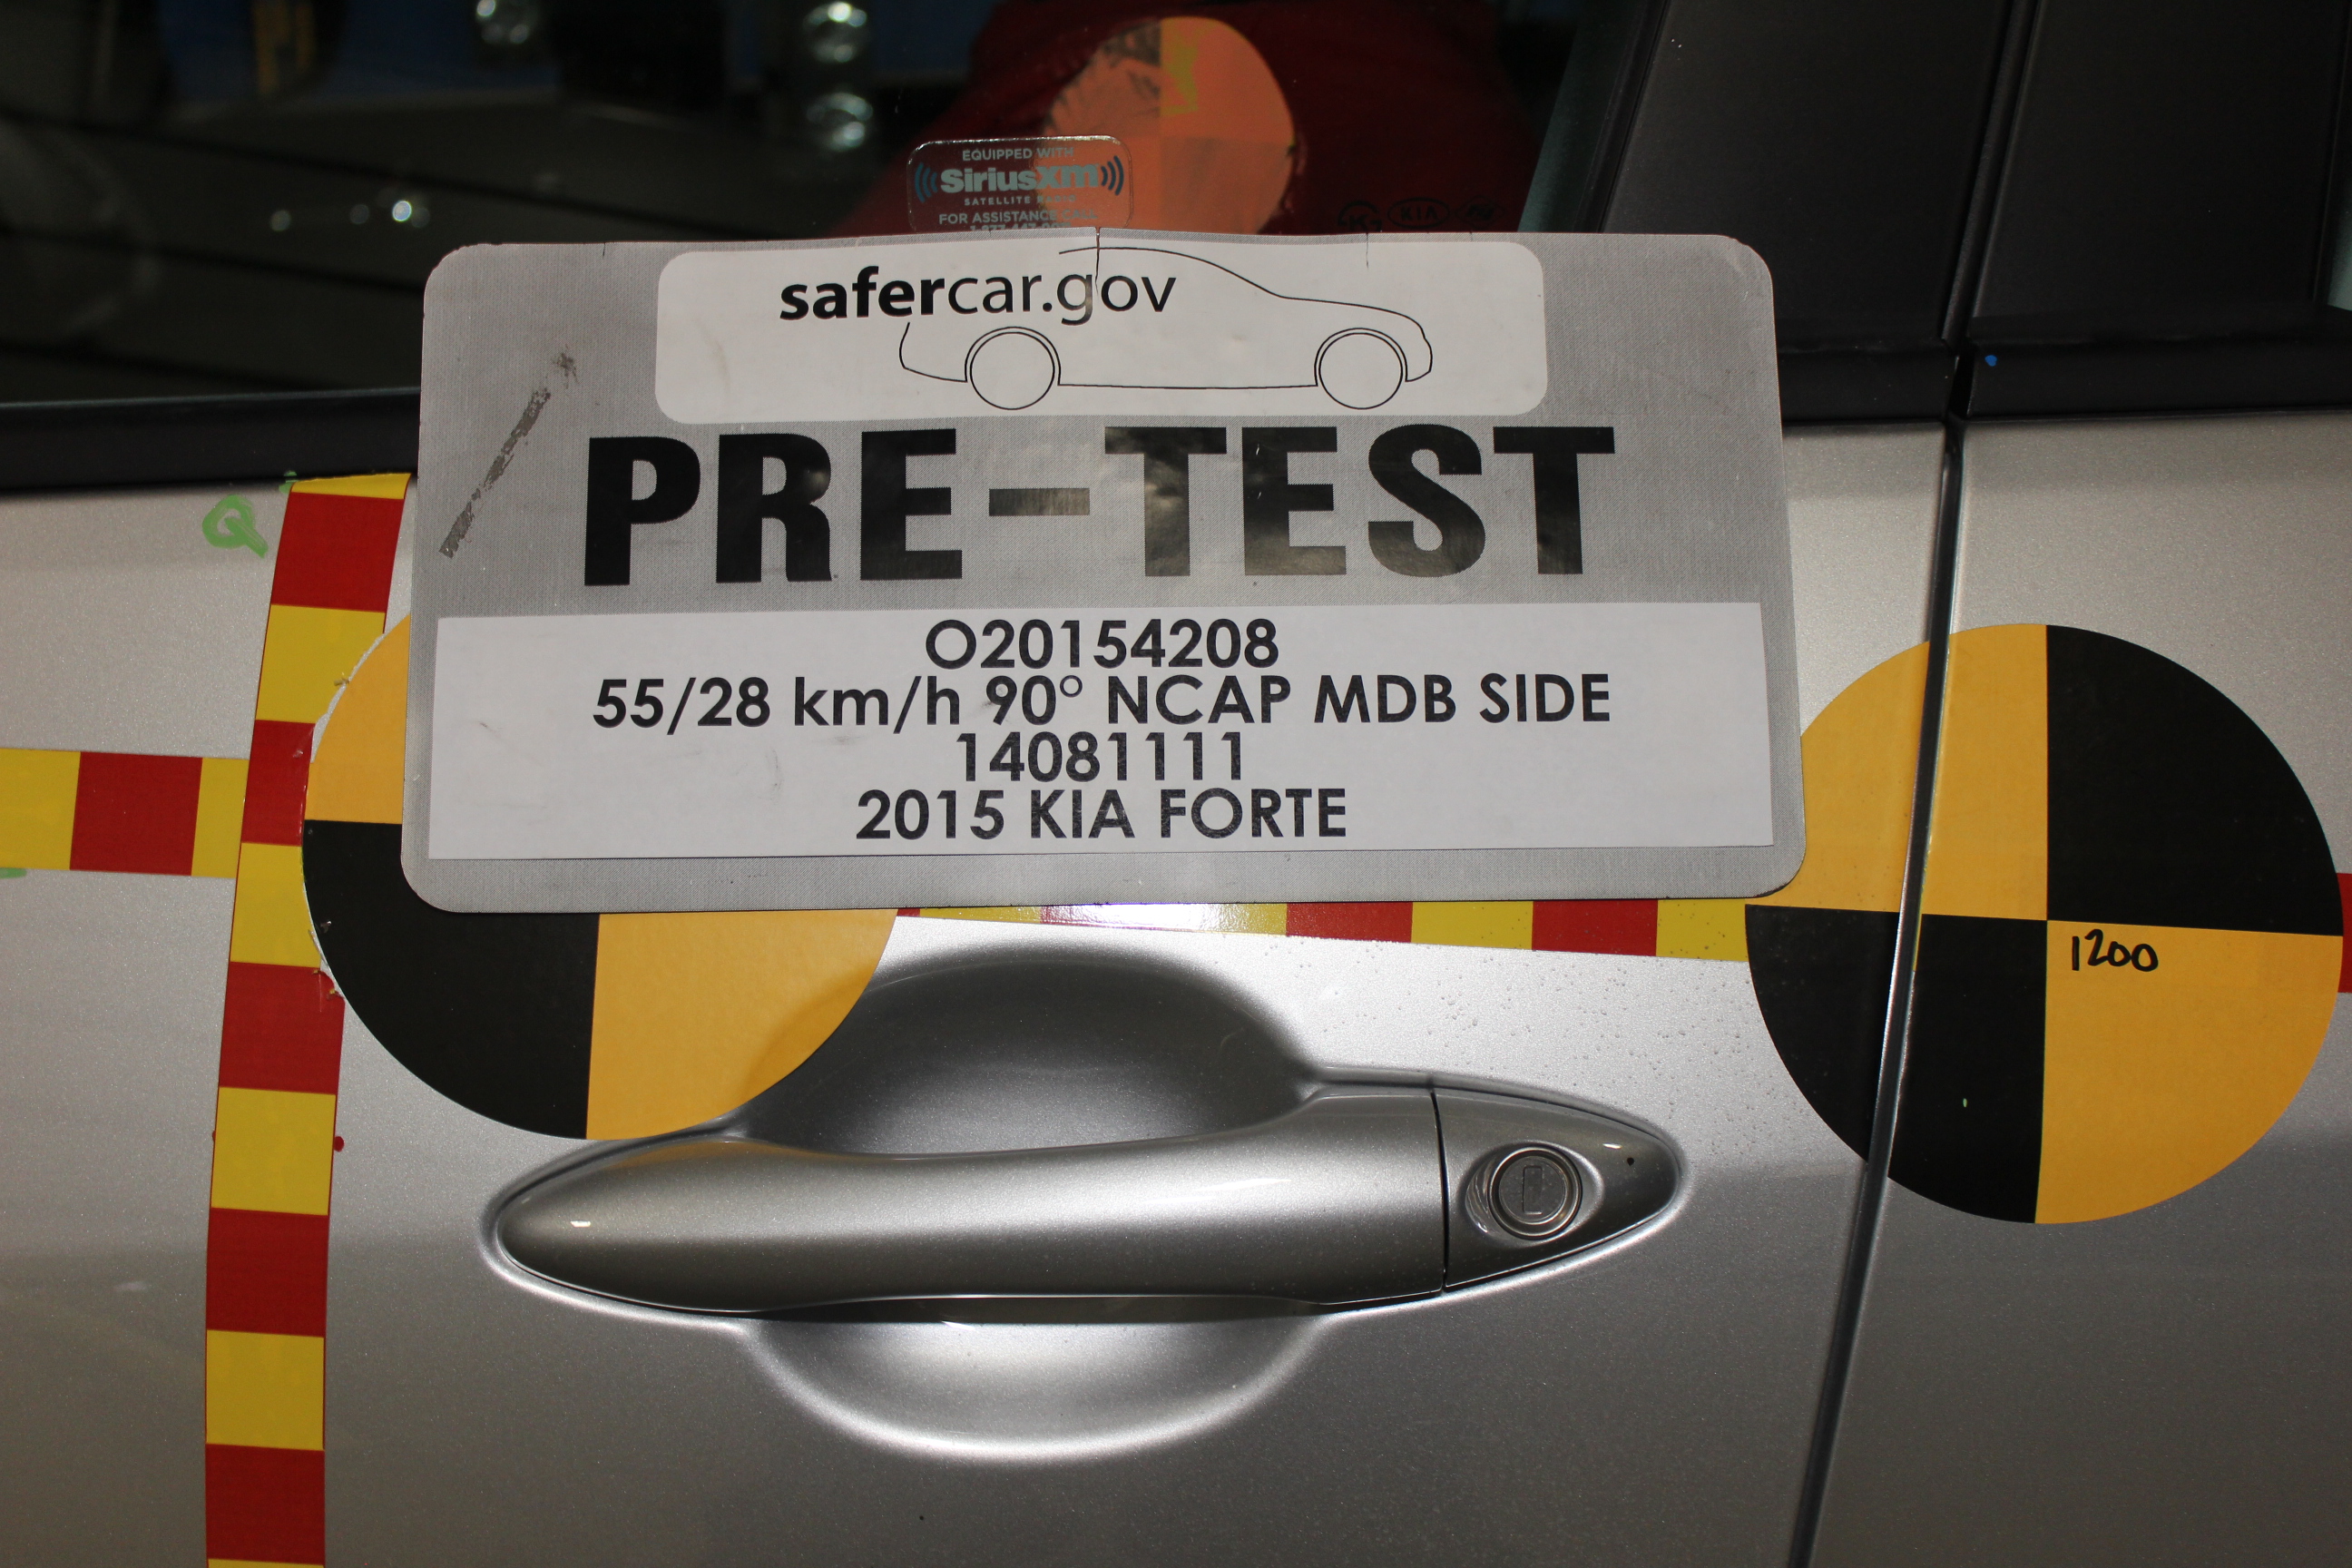 EQUIPPED WITH
SiriusXM
SATELLITE RADIO
FOR ASSISTANCE CALL
KIA
safercar.gov
PRE-TEST
O20154208
55/28 km/h 90° NCAP MDB SIDE
14081111
2015 KIA FORTE
Q
1200